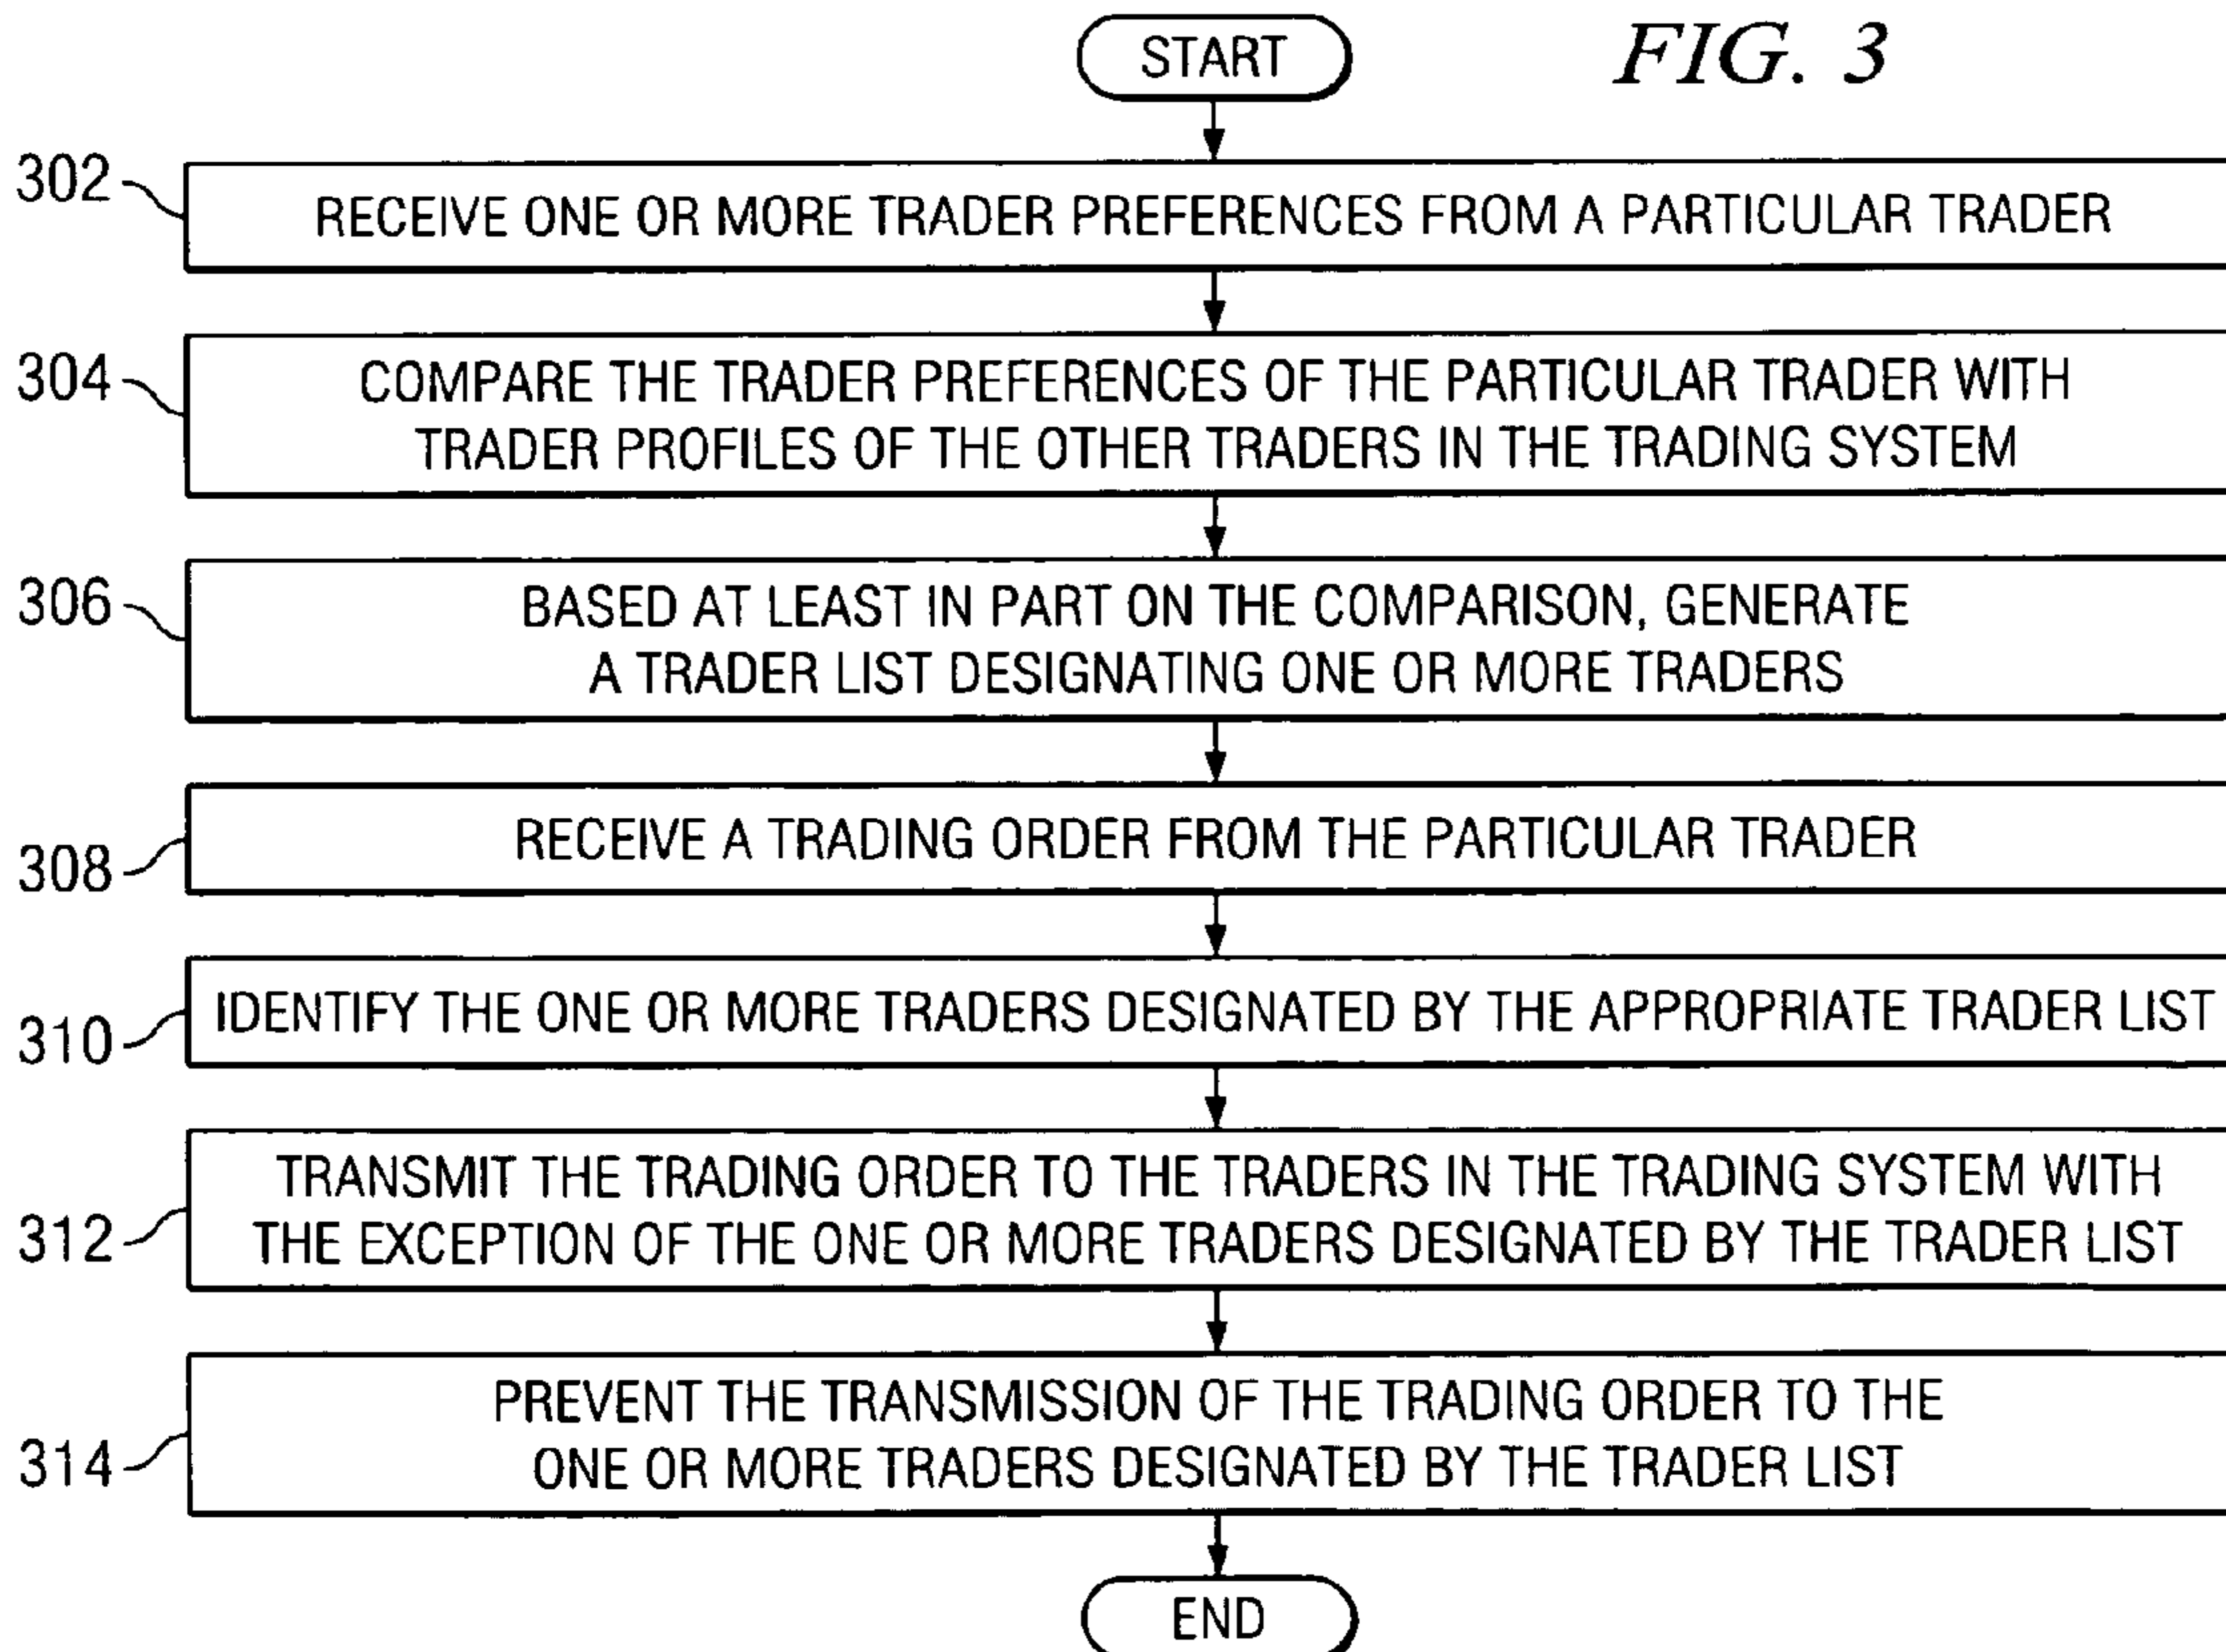 START
FIG. 3
302
RECEIVE ONE OR MORE TRADER PREFERENCES FROM A PARTICULAR TRADER
304
COMPARE THE TRADER PREFERENCES OF THE PARTICULAR TRADER WITH
TRADER PROFILES OF THE OTHER TRADERS IN THE TRADING SYSTEM
306
BASED AT LEAST IN PART ON THE COMPARISON, GENERATE
A TRADER LIST DESIGNATING ONE OR MORE TRADERS
308
RECEIVE A TRADING ORDER FROM THE PARTICULAR TRADER
310
IDENTIFY THE ONE OR MORE TRADERS DESIGNATED BY THE APPROPRIATE TRADER LIST
312
TRANSMIT THE TRADING ORDER TO THE TRADERS IN THE TRADING SYSTEM WITH
THE EXCEPTION OF THE ONE OR MORE TRADERS DESIGNATED BY THE TRADER LIST
314
PREVENT THE TRANSMISSION OF THE TRADING ORDER TO THE
ONE OR MORE TRADERS DESIGNATED BY THE TRADER LIST
END